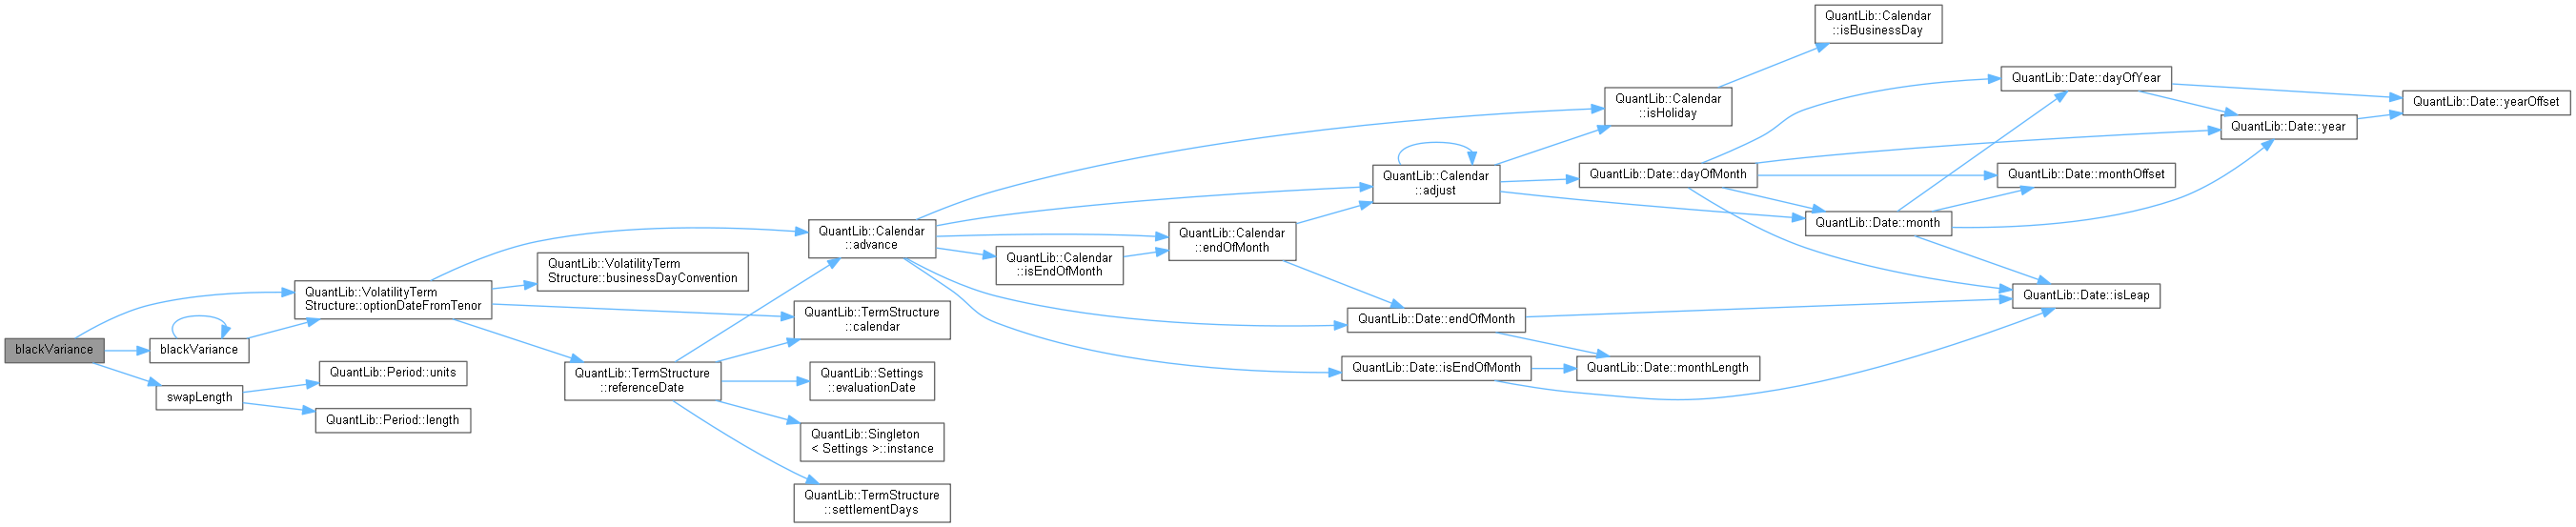 blackVariance
blackVariance
swapLength
QuantLib::VolatilityTerm
Structure::optionDateFromTenor
QuantLib::Period::units
QuantLib::Period::length
QuantLib::VolatilityTerm
Structure::businessDayConvention
QuantLib::TermStructure
::referenceDate
QuantLib::Calendar
::advance
QuantLib::TermStructure
::calendar
QuantLib::Settings
::evaluationDate
QuantLib::Singleton
< Settings >::instance
QuantLib::TermStructure
::settlementDays
QuantLib::Calendar
::isEndOfMonth
QuantLib::Calendar
::endOfMonth
QuantLib::Calendar
::adjust
QuantLib::Date::endOfMonth
QuantLib::Date::isEndOfMonth
QuantLib::Calendar
::isHoliday
QuantLib::Date::dayOfMonth
QuantLib::Date::monthLength
QuantLib::Calendar
::isBusinessDay
QuantLib::Date::month
QuantLib::Date::dayOfYear
QuantLib::Date::monthOffset
QuantLib::Date::isLeap
QuantLib::Date::year
QuantLib::Date::yearOffset